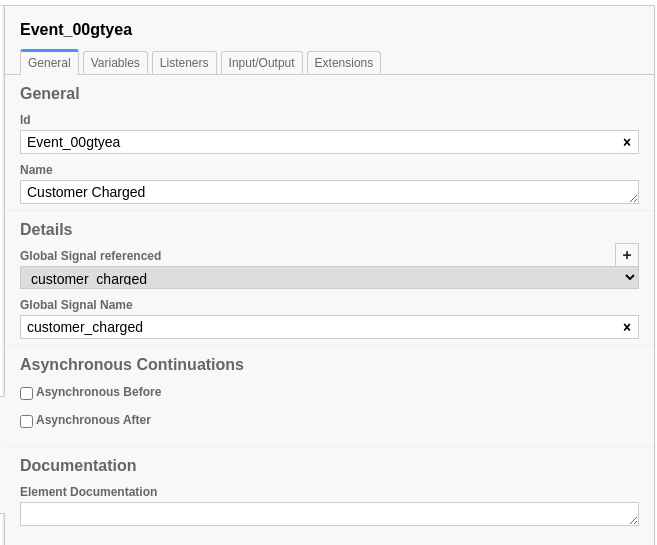 Event_00gtyea
General Variables Listeners Input/Output Extensions
General
Id
Event_00gtyea ×
Name
Customer Charged
Details
Global Signal referenced +
customer_charged
Global Signal Name
customer_charged ×
Asynchronous Continuations
Asynchronous Before
Asynchronous After
Documentation
Element Documentation